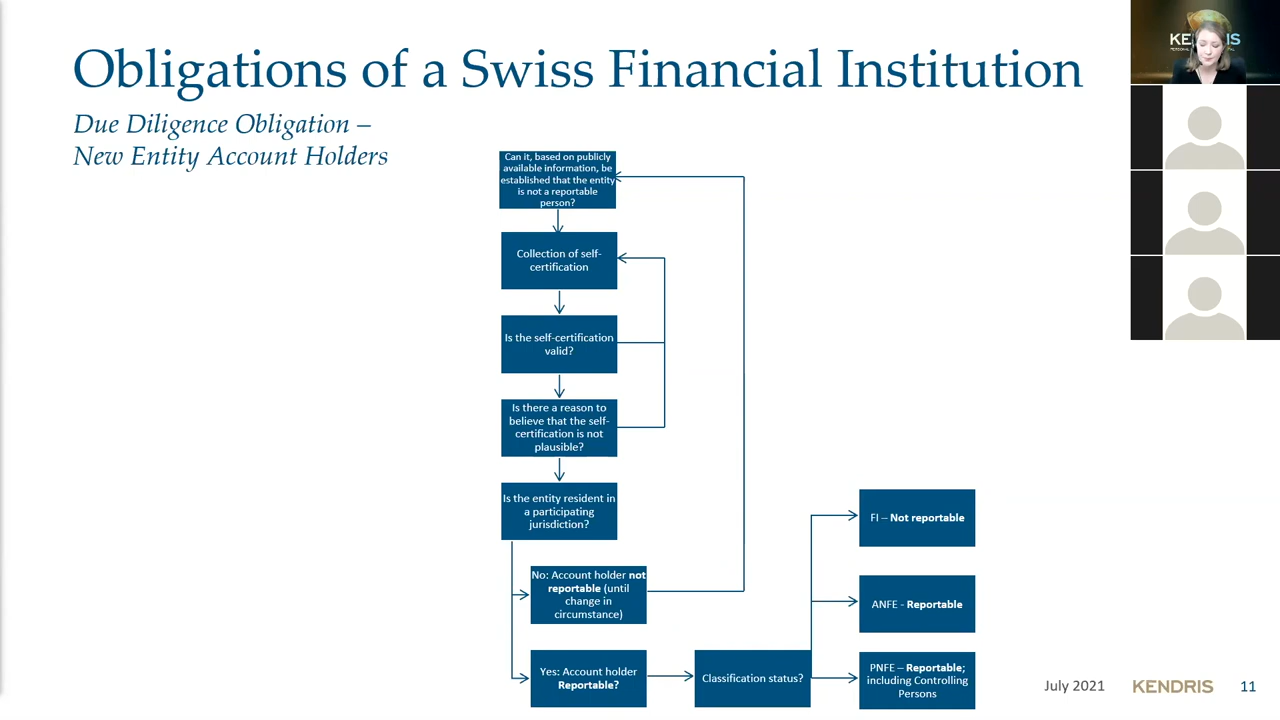 Obligations of a Swiss Financial Institution
Due Diligence Obligation –
New Entity Account Holders
Can it, based on publicly
available information, be
established that the entity
is not a reportable
person?
Collection of self-
certification
Is the self-certification
valid?
Is there a reason to
believe that the self-
certification is not
plausible?
Is the entity resident in
a participating
jurisdiction?
No: Account holder not
reportable (until
change in
circumstance)
Yes: Account holder
Reportable?
Classification status?
FI – Not reportable
ANFE - Reportable
PNFE – Reportable;
including Controlling
Persons
July 2021
KENDRIS
11